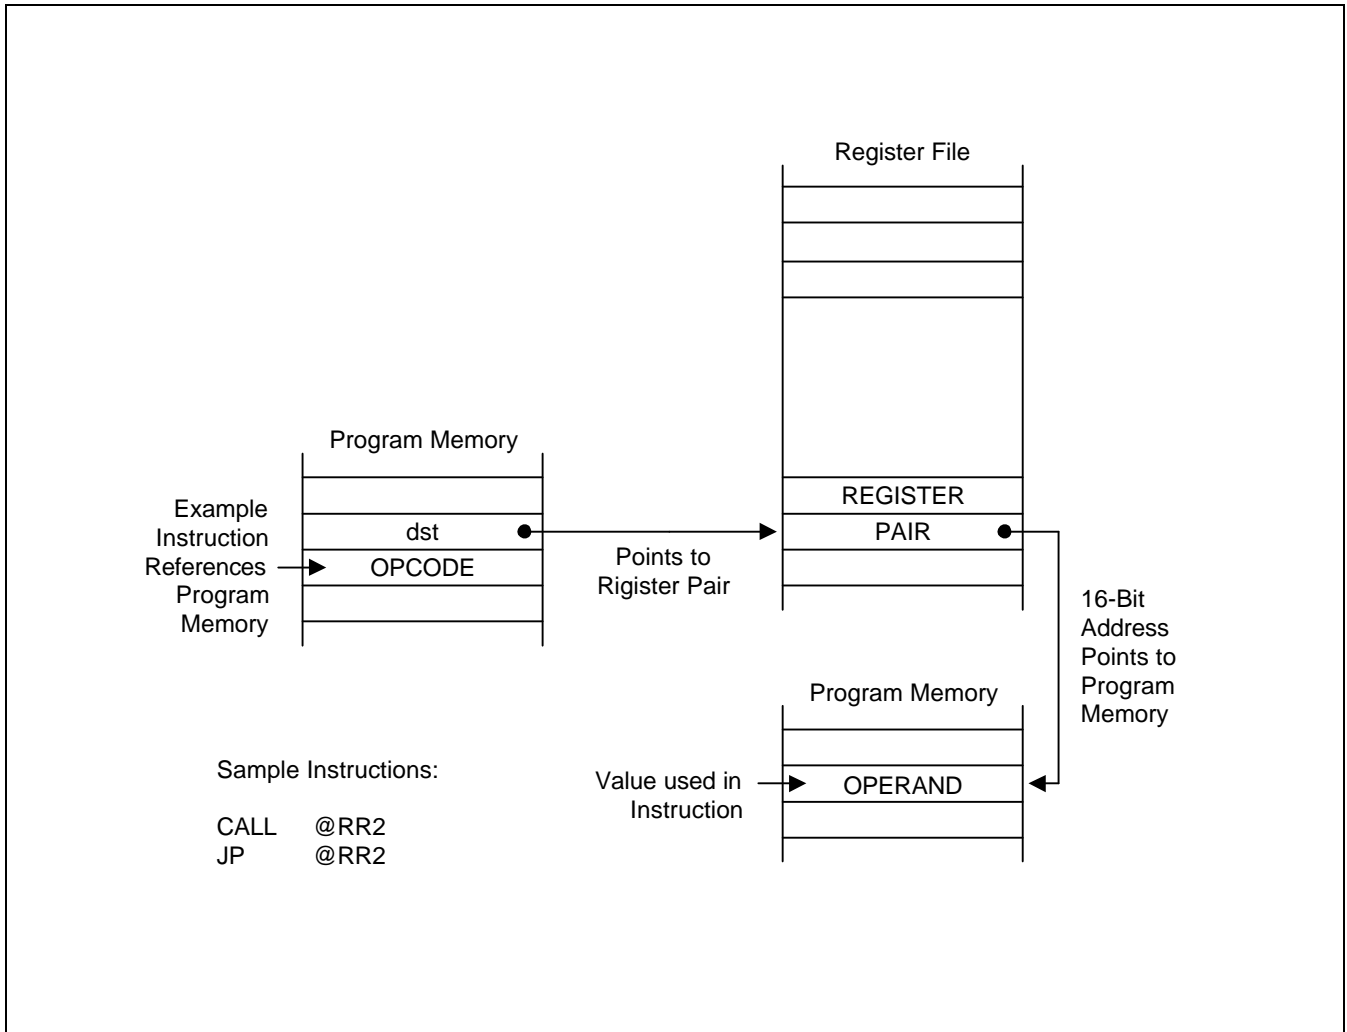 Register File
Program Memory
REGISTER
Example
Instruction
References
Program
Memory
dst
PAIR
OPCODE
Points to
Rigister Pair
16-Bit
Address
Points to
Program
Memory
Program Memory
Sample Instructions:
Value used in
Instruction
OPERAND
CALL @RR2
JP @RR2